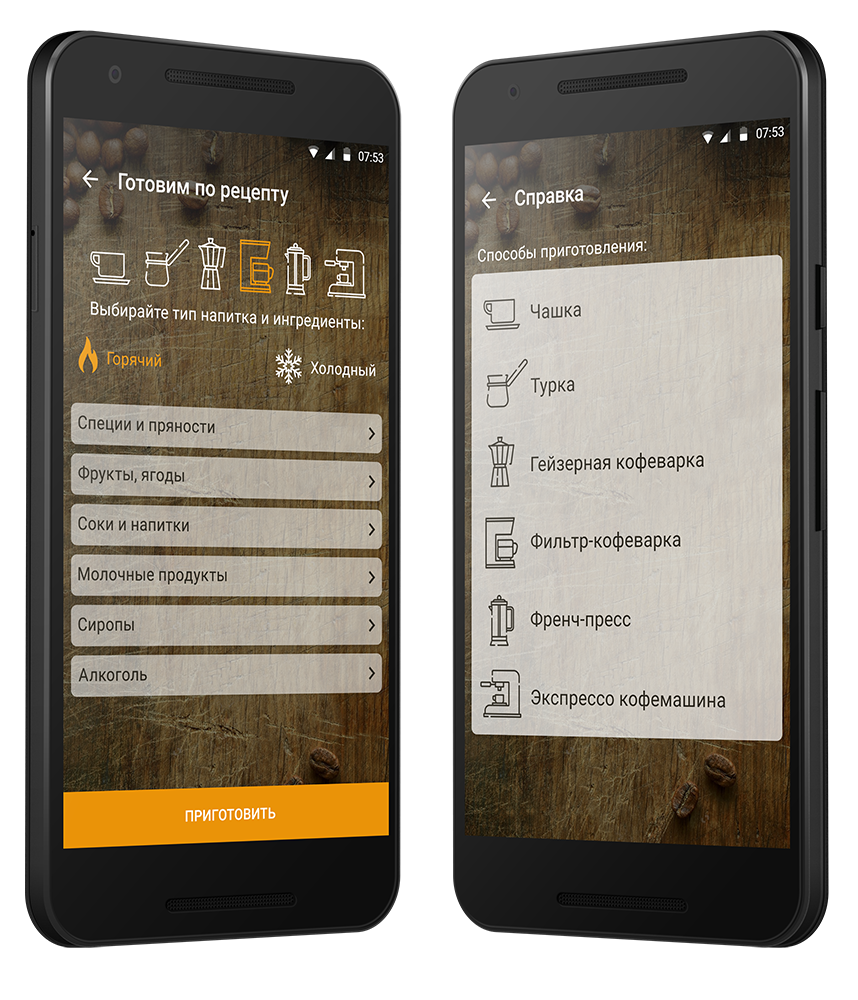 07:53
Готовим по рецепту
Выбирайте тип напитка и ингредиенты:
Горячий
Холодный
Специи и пряности
Фрукты, ягоды
Соки и напитки
Молочные продукты
Сиропы
Алкоголь
ПРИГОТОВИТЬ
07:53
Справка
Способы приготовления:
Чашка
Турка
Гейзерная кофеварка
Фильтр-кофеварка
Френч-пресс
Экспрессо кофемашина